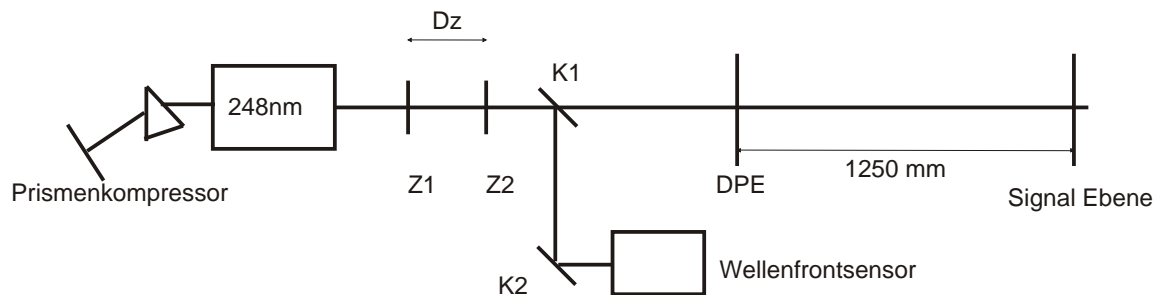 Dz
K1
248nm
Z1
Z2
DPE
1250 mm
Prismenkompressor
Signal Ebene
K2
Wellenfrontsensor